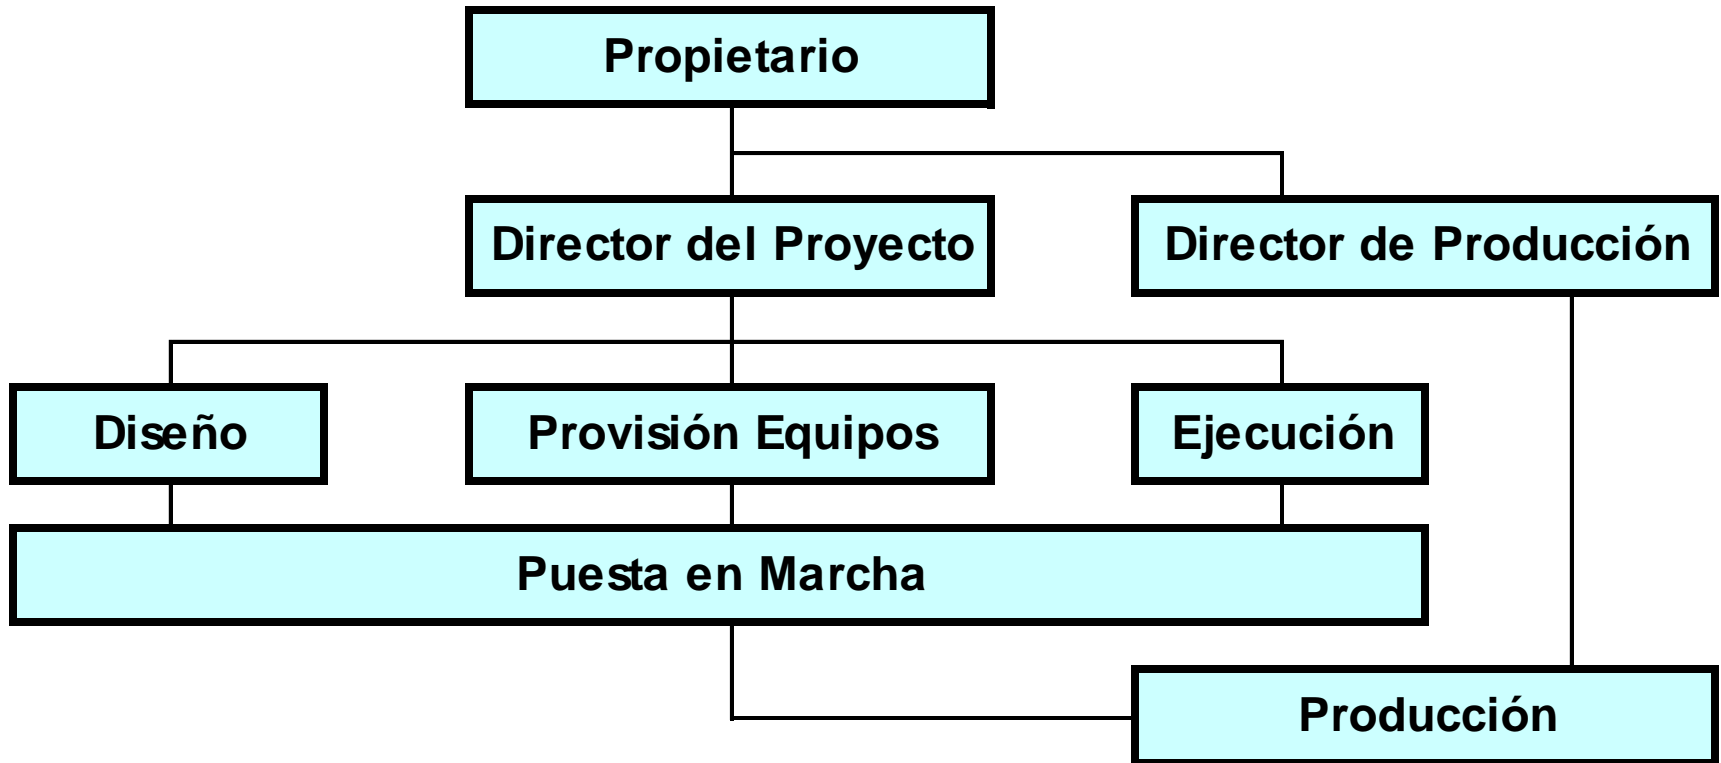 Propietario
Director del Proyecto
Director de Producción
Diseño
Provisión Equipos
Ejecución
Puesta en Marcha
Producción